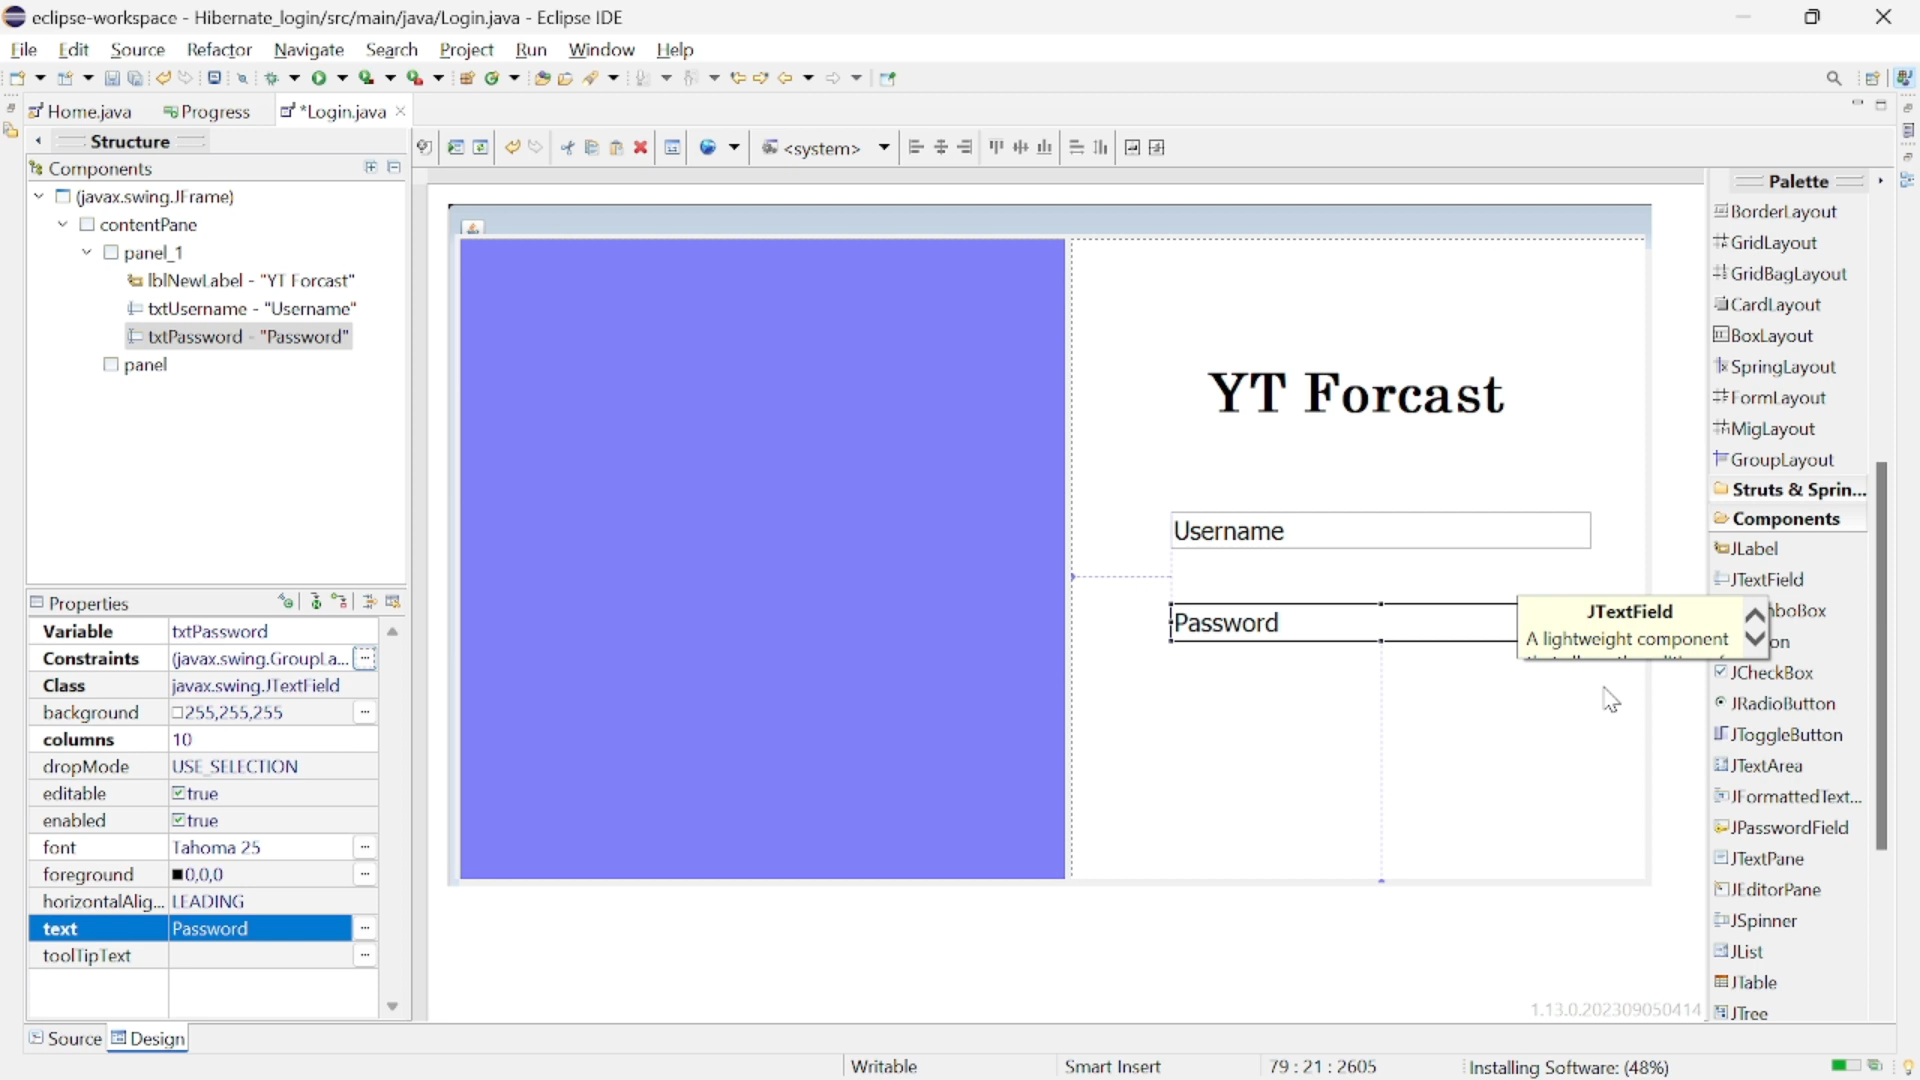 eclipse-workspace - Hibernate_login/src/main/java/Login.java - Eclipse IDE
File Edit Source Refactor Navigate Search Project Run Window Help
Home.java Progress *Login.java
Structure
<system>
Components
(javax.swing.JFrame)
contentPane
panel_1
lblNewLabel - "YT Forcast"
txtUsername - "Username"
txtPassword - "Password"
panel
Properties
Variable txtPassword
Constraints (javax.swing.GroupLa...
Class javax.swing.JTextField
background 255,255,255
columns 10
dropMode USE_SELECTION
editable true
enabled true
font Tahoma 25
foreground 0,0,0
horizontalAlig... LEADING
text Password
toolTipText
Source Design
YT Forcast
Username
Password
JTextField
A lightweight component
1.13.0.202309050414
Palette
BorderLayout
GridLayout
GridBagLayout
CardLayout
BoxLayout
SpringLayout
FormLayout
MigLayout
GroupLayout
Struts & Sprin...
Components
JLabel
JTextField
JCheckBox
JRadioButton
JToggleButton
JTextArea
JFormattedText...
JPasswordField
JTextPane
JEditorPane
JSpinner
JList
JTable
JTree
Writable Smart Insert 79 : 21 : 2605 Installing Software: (48%)